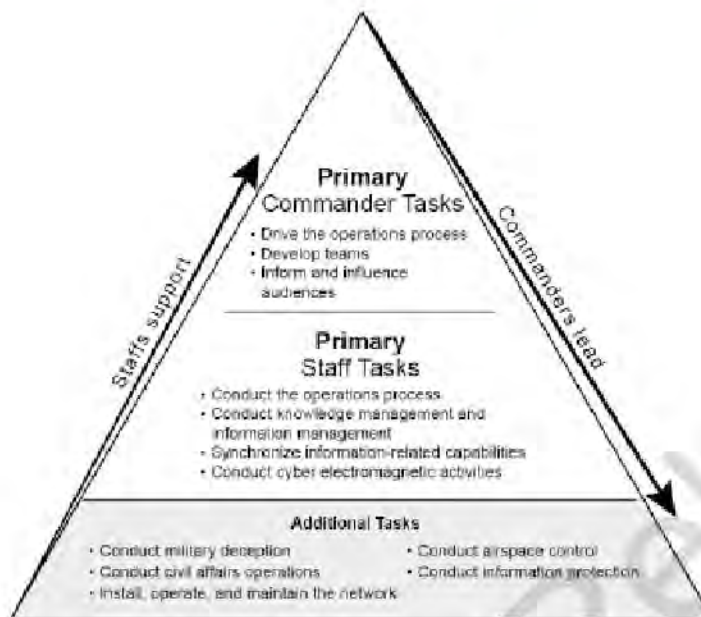 Primary
Commander Tasks
• Drive the operations process
• Develop teams
• Inform and influence
audiences
Staffs support
Commanders lead
Primary
Staff Tasks
• Conduct the operations process
• Conduct knowledge management and
information management
• Synchronize information-related capabilities
• Conduct cyber electromagnetic activities
Additional Tasks
• Conduct military deception
• Conduct civil affairs operations
• Install, operate, and maintain the network
• Conduct airspace control
• Conduct information protection